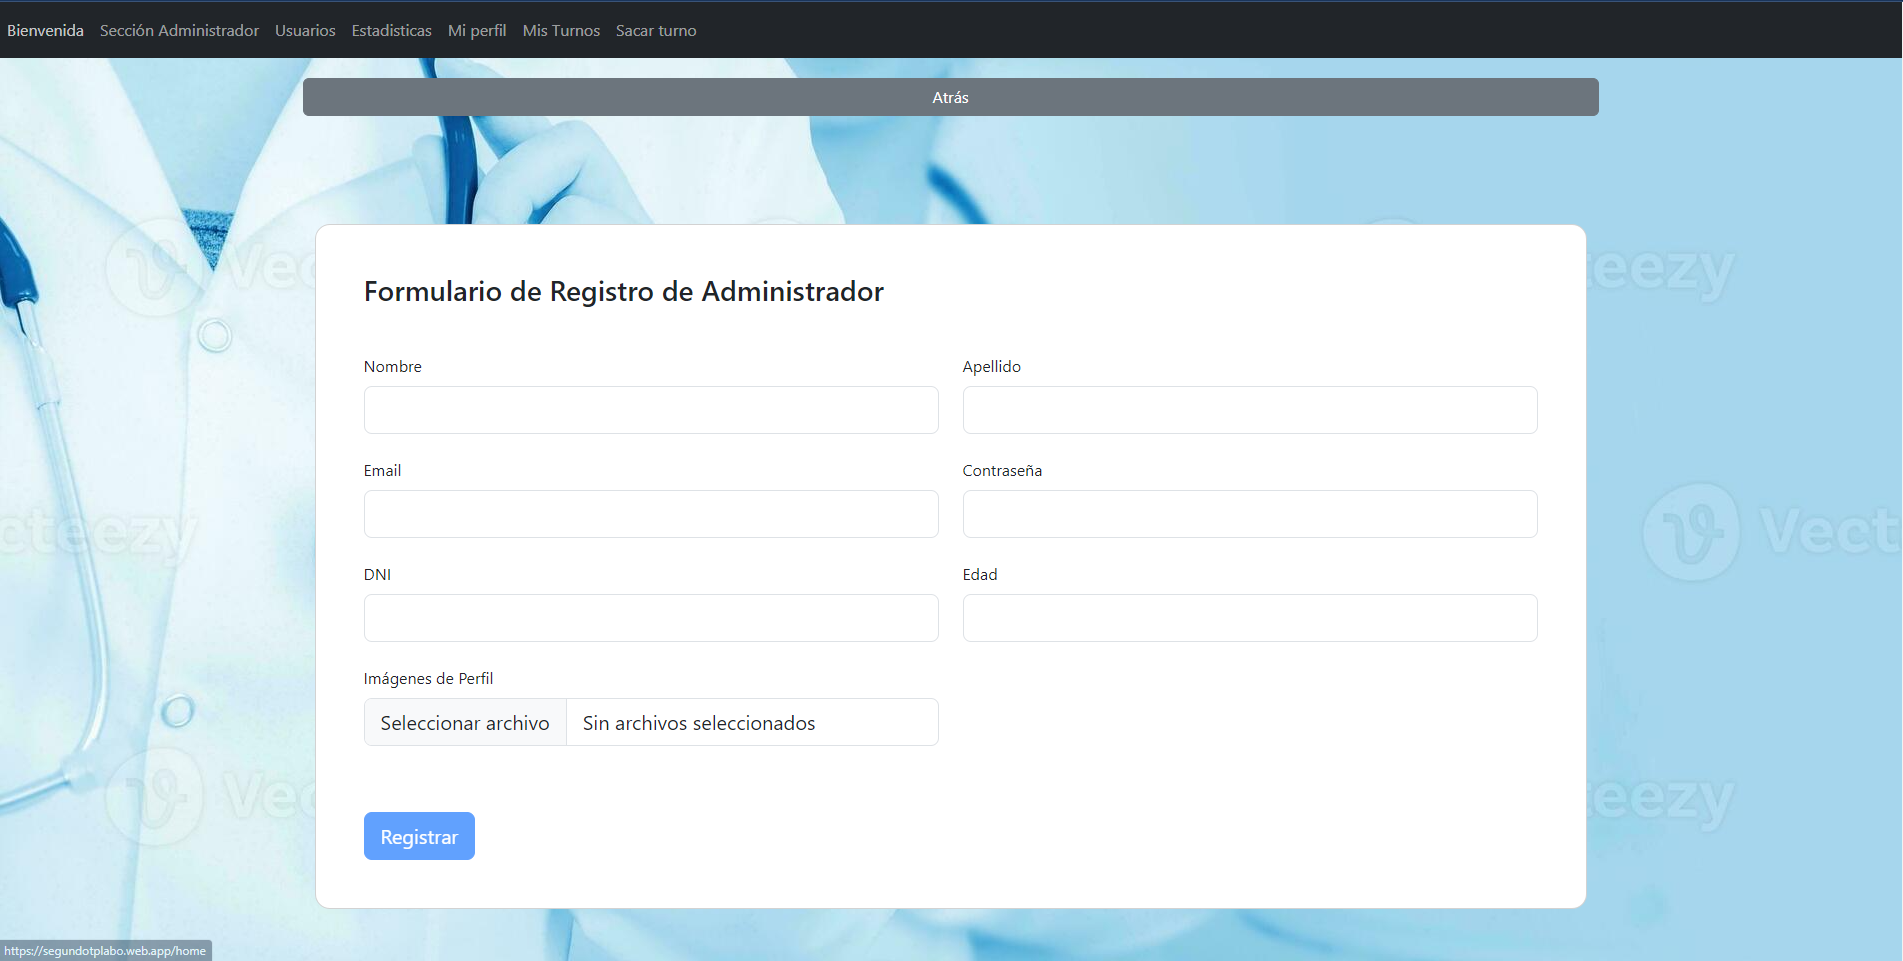 Bienvenida Sección Administrador Usuarios Estadisticas Mi perfil Mis Turnos Sacar turno
Atrás
Formulario de Registro de Administrador
Nombre Apellido
Email Contraseña
DNI Edad
Imágenes de Perfil
Seleccionar archivo Sin archivos seleccionados
Registrar
Vec
teezy
cteezy
Vect
Vec
teezy
https://segundotplabo.web.app/home